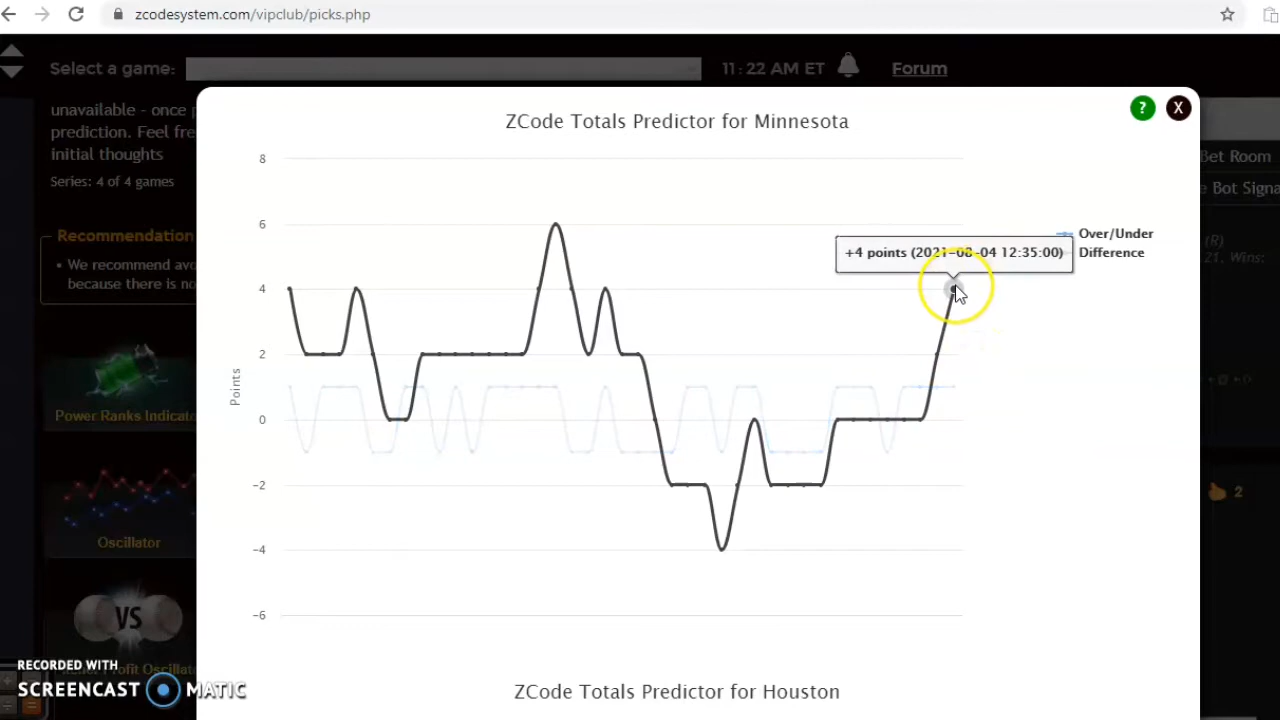 zcodesystem.com/vipclub/picks.php
Select a game:
11:22 AM ET
Forum
unavailable - once
prediction. Feel fre
initial thoughts
Series: 4 of 4 games
Recommendation
We recommend avo
because there is no
Power Ranks Indicato
Oscillator
VS
Profit Oscillato
RECORDED WITH
SCREENCAST MATIC
? X
ZCode Totals Predictor for Minnesota
8
6
4
2
0
-2
-4
-6
Points
+4 points (2021-08-04 12:35:00)
Over/Under
Difference
ZCode Totals Predictor for Houston
Bet Room
Bot Signa
(R)
21, Wins:
2